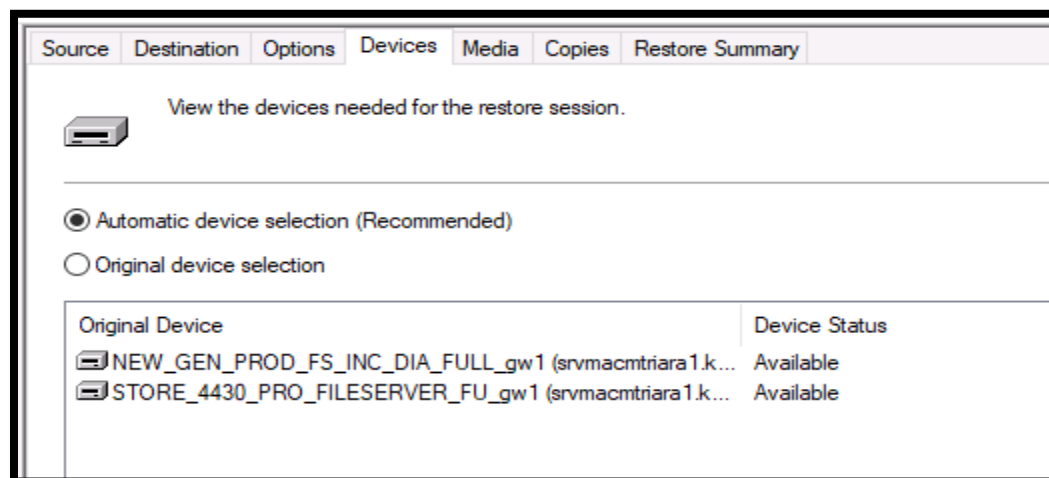 Source Destination Options Devices Media Copies Restore Summary
View the devices needed for the restore session.
Automatic device selection (Recommended)
Original device selection
Original Device Device Status
NEW_GEN_PROD_FS_INC_DIA_FULL_gw1 (srvmacmtriara1.k... Available
STORE_4430_PRO_FILESERVER_FU_gw1 (srvmacmtriara1.k... Available